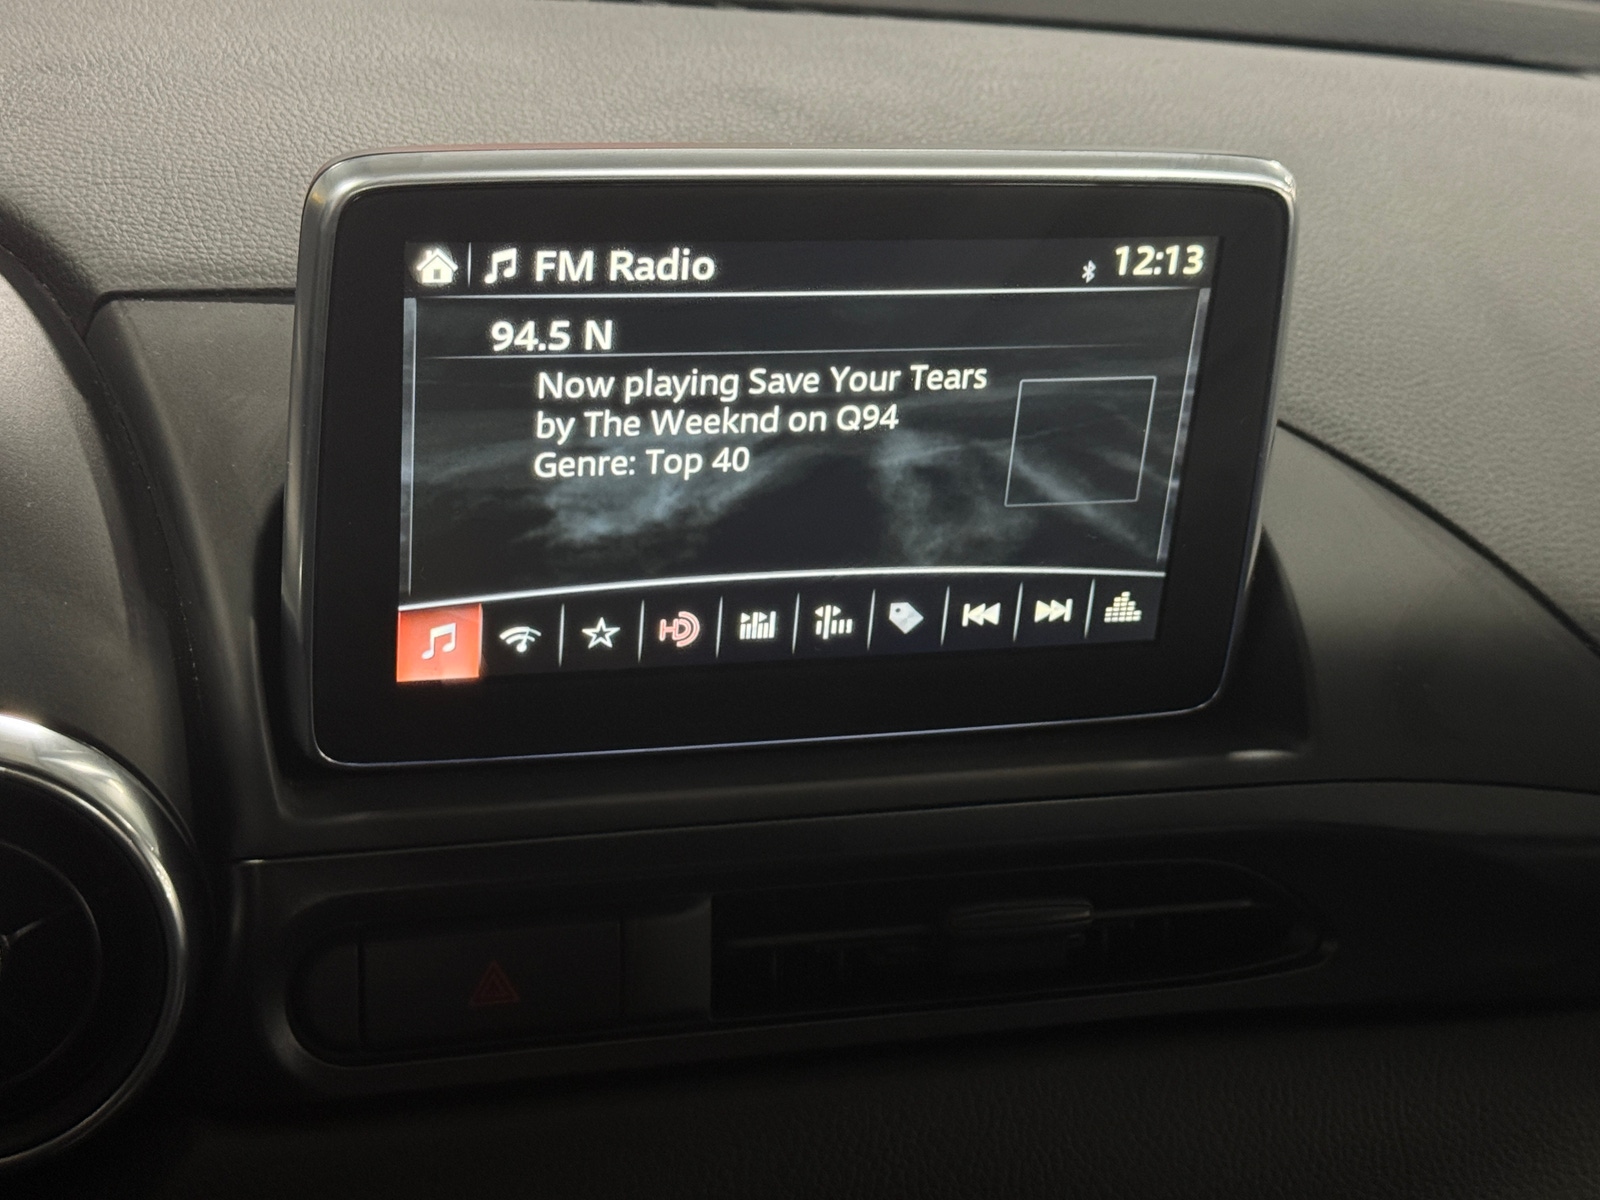 FM Radio 12:13
94.5 N
Now playing Save Your Tears
by The Weeknd on Q94
Genre: Top 40
HD